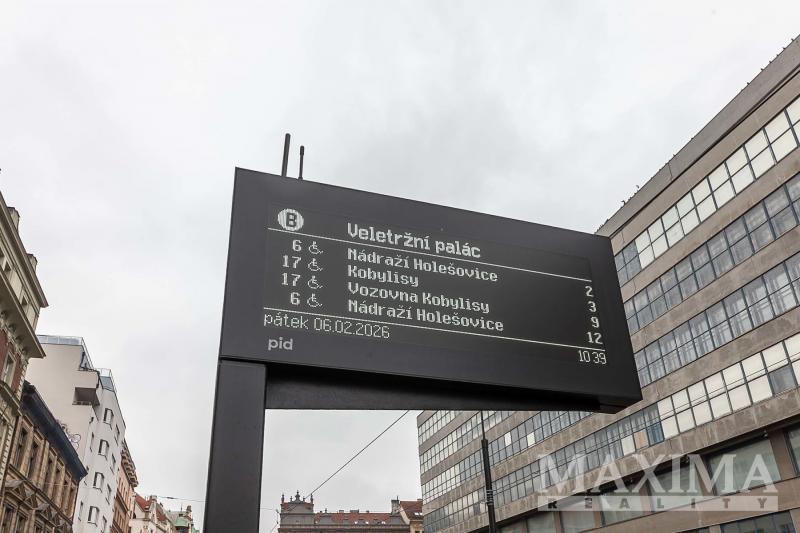 B Veletržní palác
6 Nádraží Holešovice 2
17 Kobylisy 3
17 Vozovna Kobylisy 9
6 Nádraží Holešovice 12
pátek 06.02.2026 10 39
pid
MAXIMA
REALITY